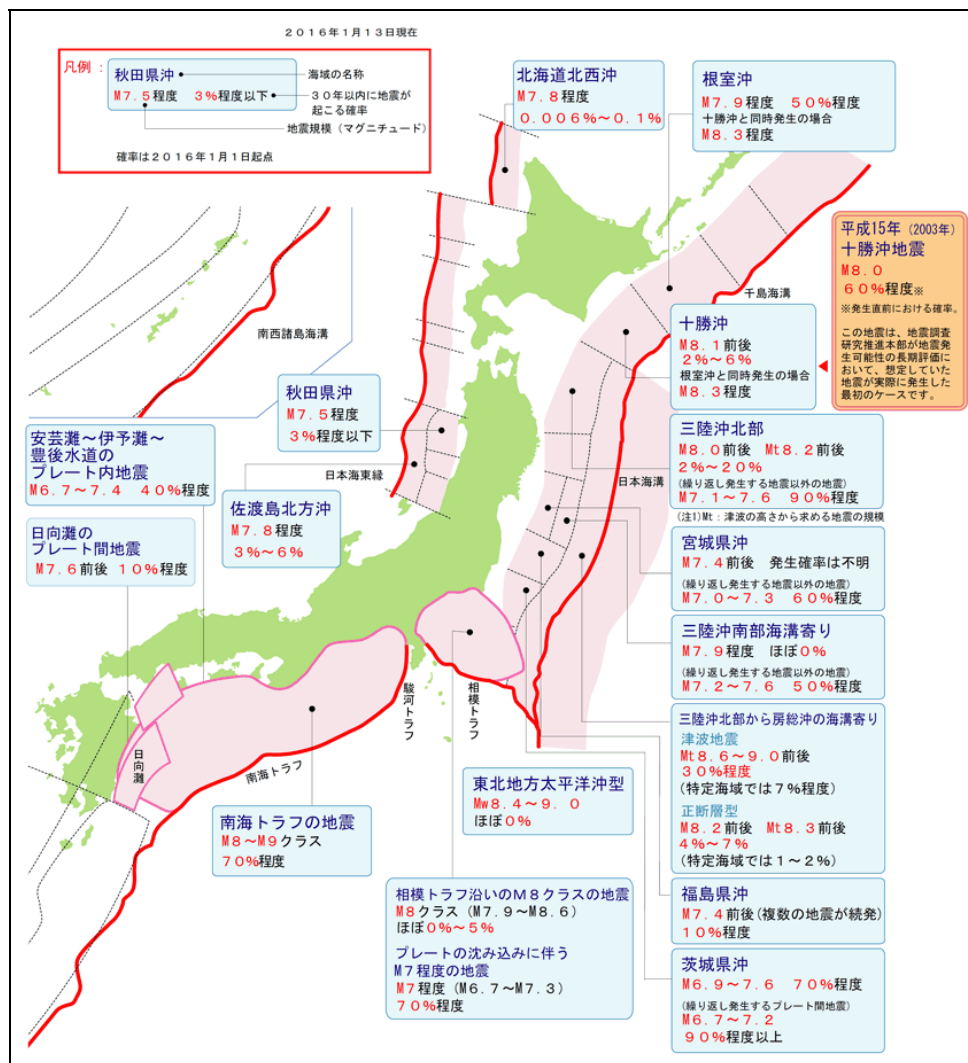 ２０１６年１月１３日現在
凡例：
秋田県沖
M７.５程度　３％程度以下
海域の名称
３０年以内に地震が
起こる確率
地震規模（マグニチュード）
確率は２０１６年１月１日起点
北海道北西沖
M７.８程度
０.００６％～０.１％
根室沖
M７.９程度　５０％程度
十勝沖と同時発生の場合
M８.３程度
平成15年（2003年）
十勝沖地震
M８.０
６０％程度※
※発生直前における確率。
この地震は、地震調査
研究推進本部が地震発
生可能性の長期評価に
おいて、想定していた
地震が実際に発生した
最初のケースです。
千島海溝
南西諸島海溝
十勝沖
M８.１前後
２％～６％
根室沖と同時発生の場合
M８.３程度
秋田県沖
M７.５程度
３％程度以下
日本海東縁
日本海溝
三陸沖北部
M８.０前後　Mt８.２前後
２％～２０％
(繰り返し発生する地震以外の地震)
M７.１～７.６　９０％程度
(注1)Mt：津波の高さから求める地震の規模
安芸灘～伊予灘～
豊後水道の
プレート内地震
M６.７～７.４　４０％程度
佐渡島北方沖
M７.８程度
３％～６％
日向灘の
プレート間地震
M７.６前後　１０％程度
宮城県沖
M７.４前後　発生確率は不明
(繰り返し発生する地震以外の地震)
M７.０～７.３　６０％程度
三陸沖南部海溝寄り
M７.９程度　ほぼ０％
(繰り返し発生する地震以外の地震)
M７.２～７.６　５０％程度
駿河トラフ
相模トラフ
日向灘
南海トラフ
三陸沖北部から房総沖の海溝寄り
津波地震
Mt８.６～９.０前後
３０％程度
(特定海域では７％程度)
正断層型
M８.２前後　Mt８.３前後
４％～７％
(特定海域では１～２％)
東北地方太平洋沖型
Mw８.４～９.０
ほぼ０％
南海トラフの地震
M８～M９クラス
７０％程度
相模トラフ沿いのM８クラスの地震
M８クラス（M７.９～M８.６）
ほぼ０％～５％
プレートの沈み込みに伴う
M７程度の地震
M７程度（M６.７～M７.３）
７０％程度
福島県沖
M７.４前後(複数の地震が続発)
１０％程度
茨城県沖
M６.９～７.６　７０％程度
(繰り返し発生するプレート間地震)
M６.７～７.２
９０％程度以上